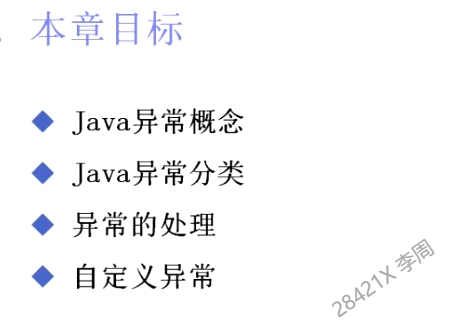 本章目标
Java异常概念
Java异常分类
异常的处理
自定义异常
28421X 李周